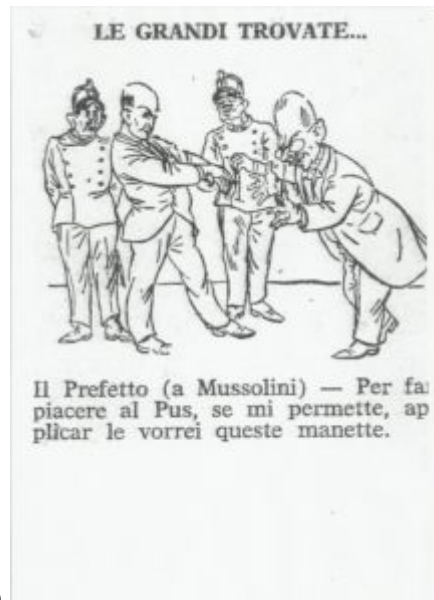 LE GRANDI TROVATE...
Il Prefetto (a Mussolini) — Per far
piacere al Pus, se mi permette, ap
plicar le vorrei queste manette.